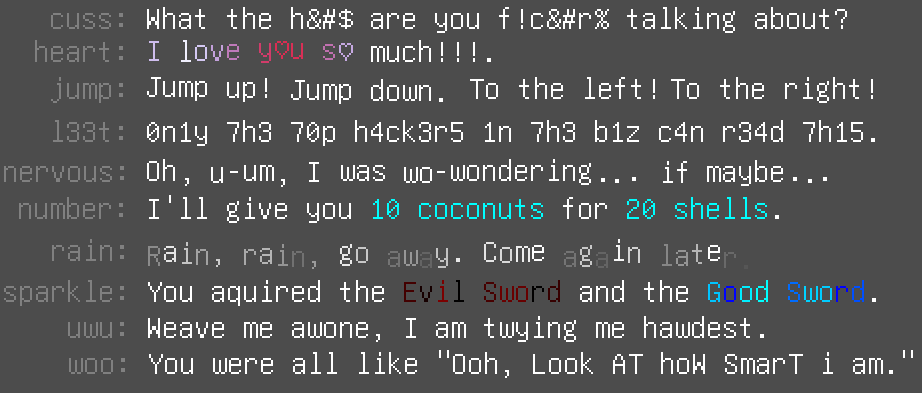 cuss: What the h&#$ are you f!c&#r% talking about?
heart: I love y♡u s♡ much!!!.
jump: Jump up! Jump down. To the left! To the right!
l33t: 0n1y 7h3 70p h4ck3r5 1n 7h3 b1z c4n r34d 7h15.
nervous: Oh, u-um, I was wo-wondering... if maybe...
number: I'll give you 10 coconuts for 20 shells.
rain: Rain, rain, go away. Come again later.
sparkle: You aquired the Evil Sword and the Good Sword.
uwu: Weave me awone, I am twying me hawdest.
woo: You were all like "Ooh, Look AT hoW SmarT i am."